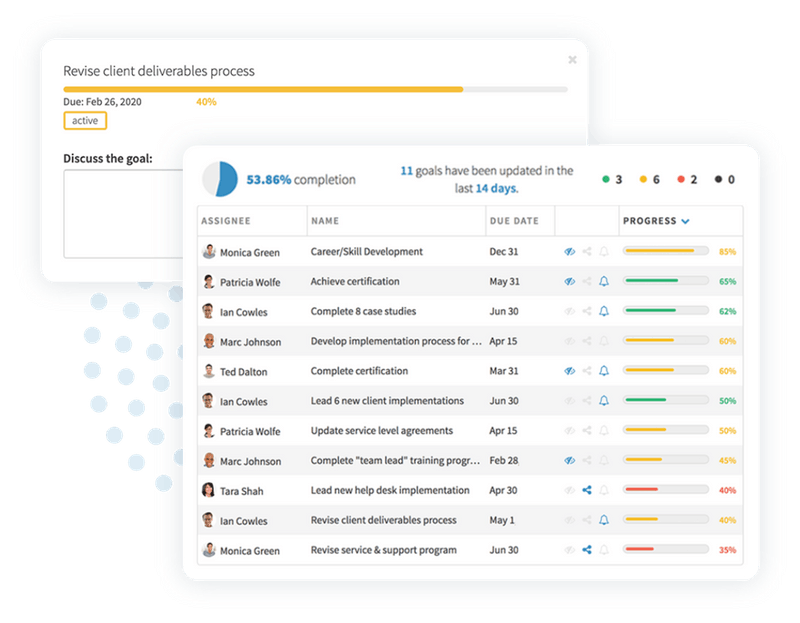 Revise client deliverables process
Due: Feb 26, 2020 40%
active
Discuss the goal:
53.86% completion
11 goals have been updated in the
last 14 days.
3 6 2 0
ASSIGNEE NAME DUE DATE PROGRESS
Monica Green Career/Skill Development Dec 31 85%
Patricia Wolfe Achieve certification May 31 65%
Ian Cowles Complete 8 case studies Jun 30 62%
Marc Johnson Develop implementation process for ... Apr 15 60%
Ted Dalton Complete certification Mar 31 60%
Ian Cowles Lead 6 new client implementations Jun 30 50%
Patricia Wolfe Update service level agreements Apr 15 50%
Marc Johnson Complete "team lead" training progr... Feb 28 45%
Tara Shah Lead new help desk implementation Apr 30 40%
Ian Cowles Revise client deliverables process May 1 40%
Monica Green Revise service & support program Jun 30 35%